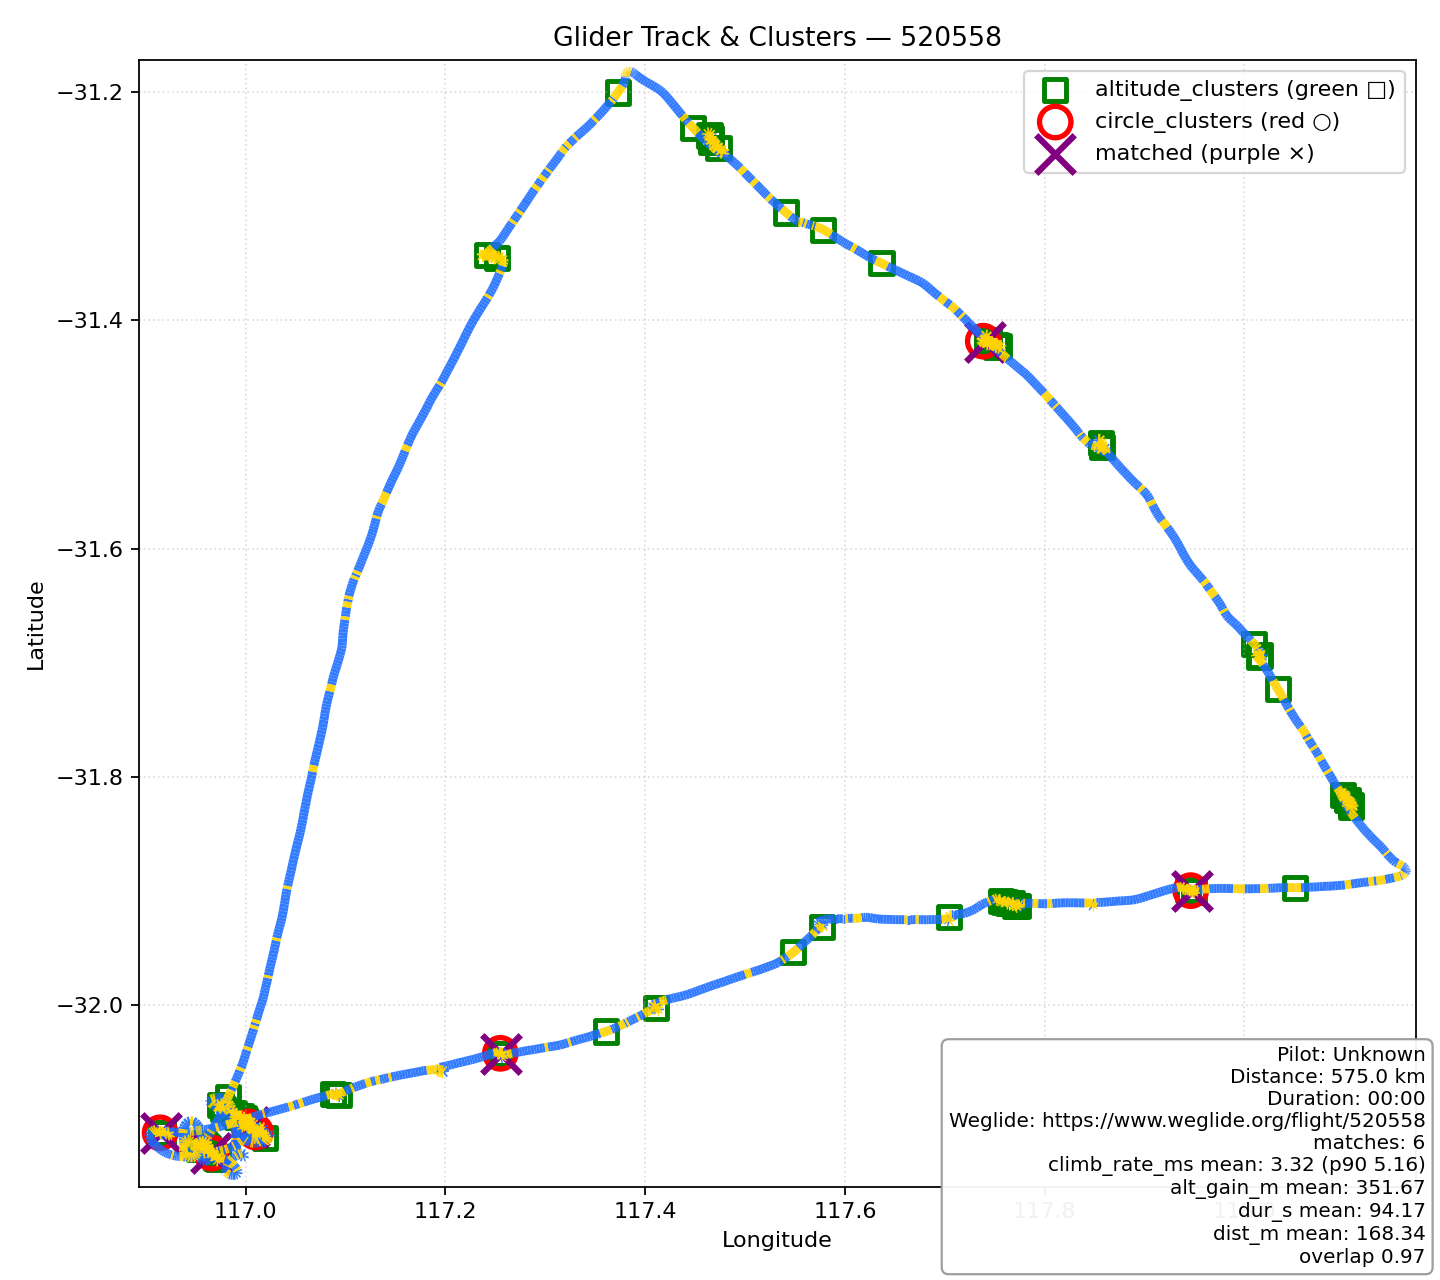 Glider Track & Clusters — 520558
altitude_clusters (green □)
circle_clusters (red ○)
matched (purple ×)
−31.2
−31.4
−31.6
−31.8
−32.0
Latitude
117.0
117.2
117.4
117.6
117.8
Longitude
Pilot: Unknown
Distance: 575.0 km
Duration: 00:00
Weglide: https://www.weglide.org/flight/520558
matches: 6
climb_rate_ms mean: 3.32 (p90 5.16)
alt_gain_m mean: 351.67
dur_s mean: 94.17
dist_m mean: 168.34
overlap 0.97